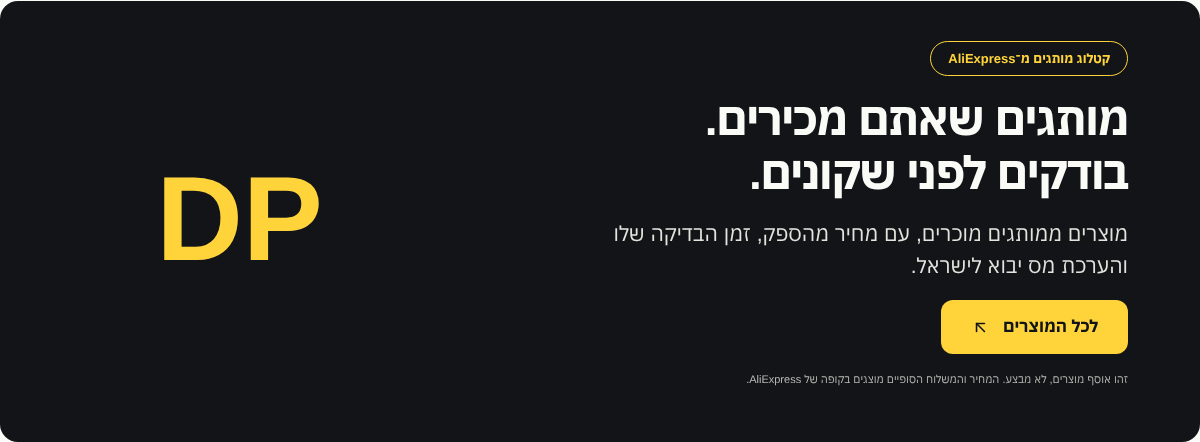 קטלוג מותגים מ־AliExpress
מותגים שאתם מכירים.
בודקים לפני שקונים.
מוצרים ממותגים מוכרים, עם מחיר מהספק, זמן הבדיקה שלו
והערכת מס יבוא לישראל.
לכל המוצרים
זהו אוסף מוצרים, לא מבצע. המחיר והמשלוח הסופיים מוצגים בקופה של AliExpress.
DP